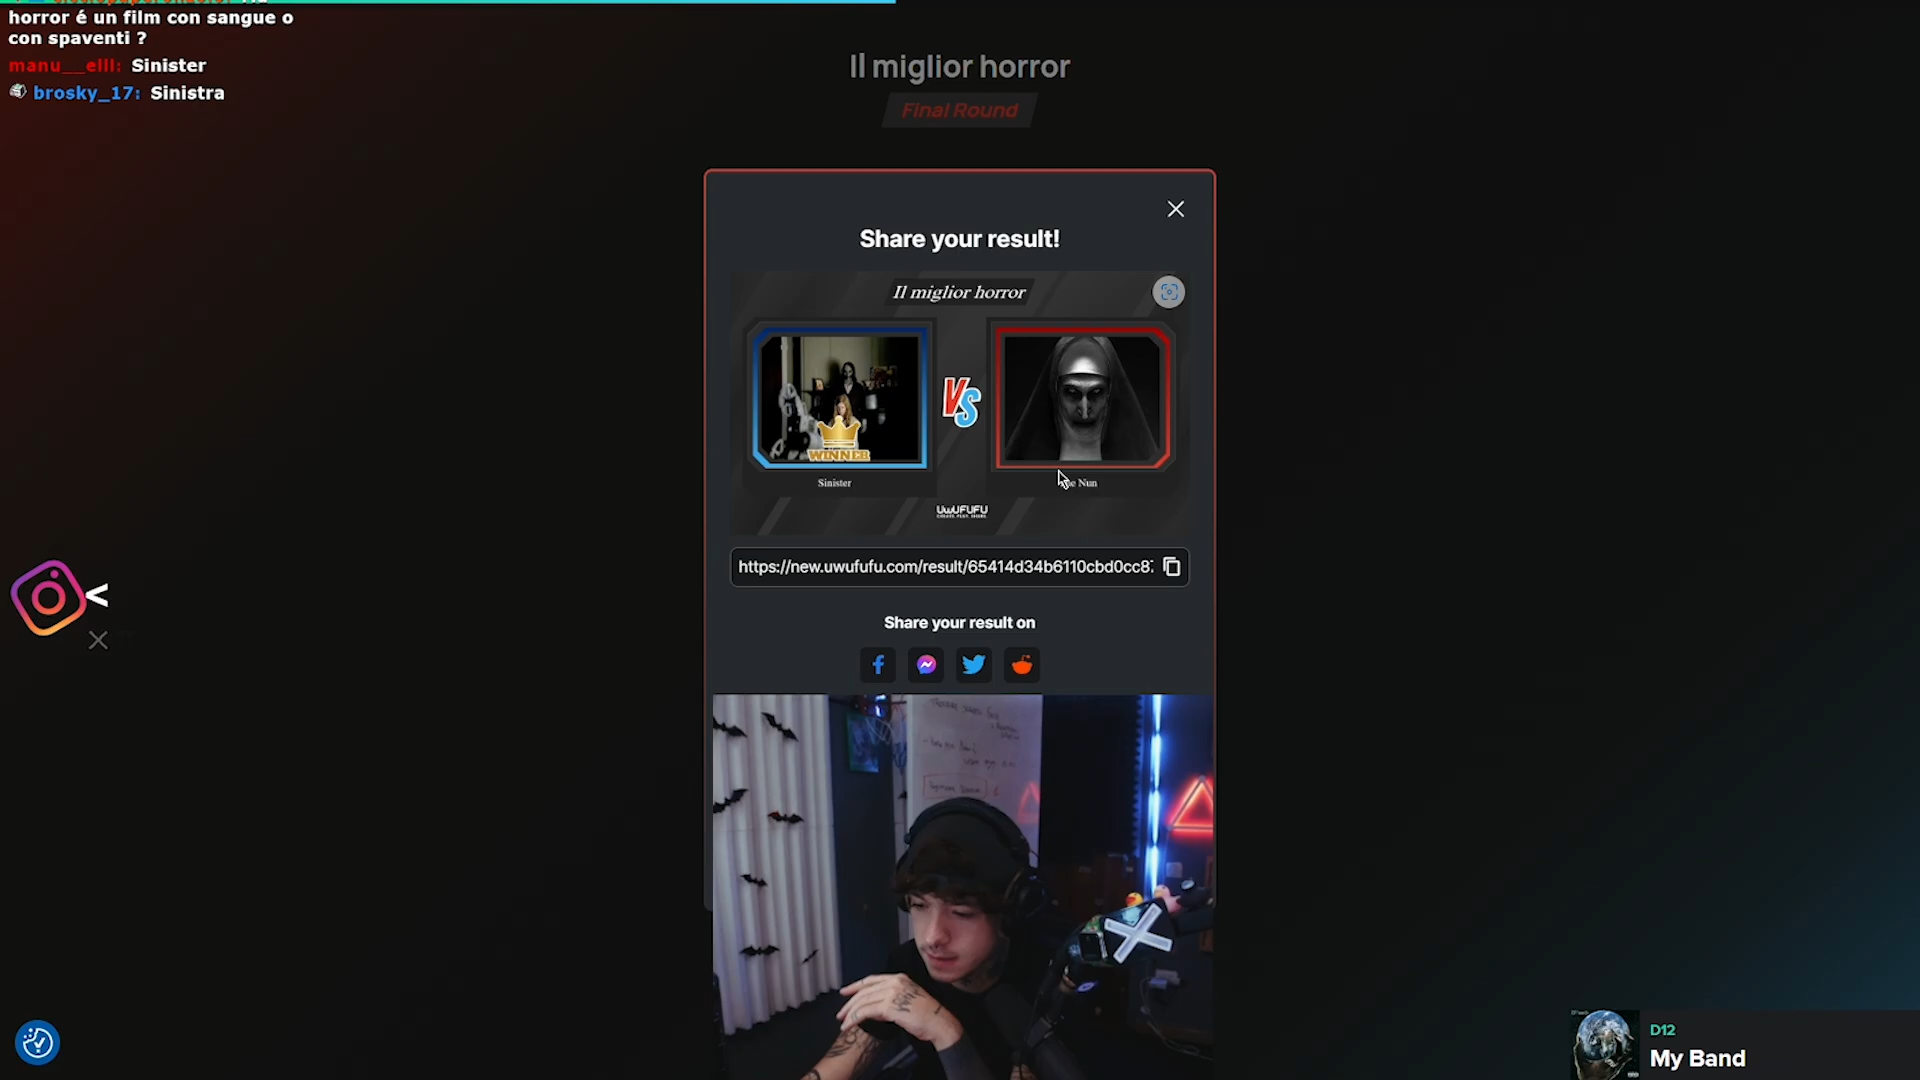 horror é un film con sangue o
con spaventi ?
manu__elll: Sinister
brosky_17: Sinistra
Il miglior horror
Final Round
Share your result!
Il miglior horror
VS
WINNER
Sinister
Nun
UWUFUFU
https://new.uwufufu.com/result/65414d34b6110cbd0cc8
Share your result on
<
D12
My Band